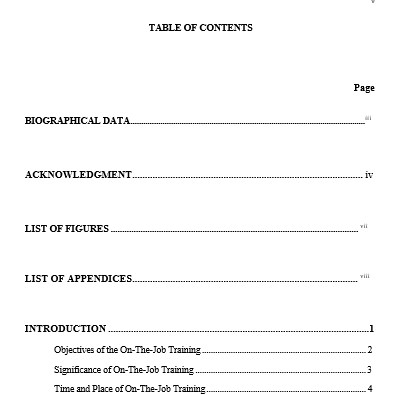 v
TABLE OF CONTENTS
Page
BIOGRAPHICAL DATA.......................................................................................iii
ACKNOWLEDGMENT....................................................................................... iv
LIST OF FIGURES ............................................................................................. vii
LIST OF APPENDICES..................................................................................... viii
INTRODUCTION ...............................................................................................1
Objectives of the On-The-Job Training ............................................................. 2
Significance of On-The-Job Training ................................................................ 3
Time and Place of On-The-Job Training............................................................ 4